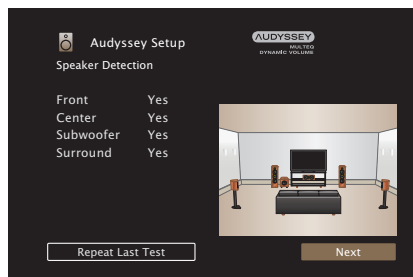 Audyssey Setup
AUDYSSEY
MULTEQ
DYNAMIC VOLUME
Speaker Detection
Front Yes
Center Yes
Subwoofer Yes
Surround Yes
Repeat Last Test
Next